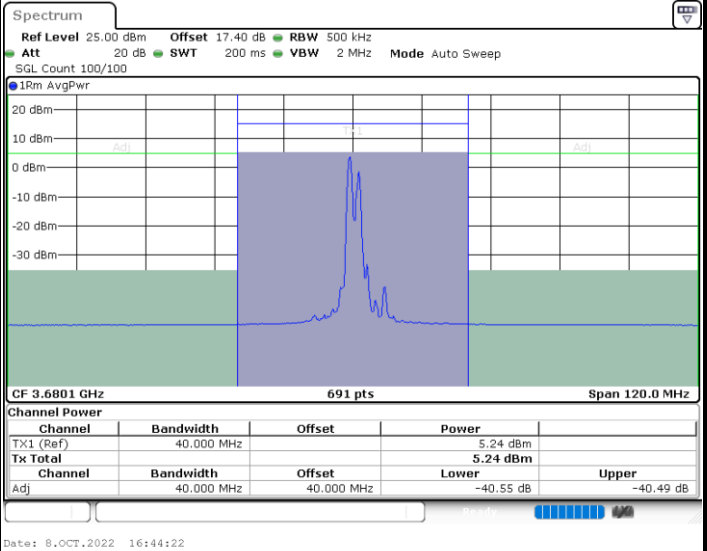 Spectrum
Ref Level 25.00 dBm Offset 17.40 dB RBW 500 kHz
Att 20 dB SWT 200 ms VBW 2 MHz Mode Auto Sweep
SGL Count 100/100
1Rm AvgPwr
20 dBm
TX1
10 dBm
Adj Adj
0 dBm
-10 dBm
-20 dBm
-30 dBm
CF 3.6801 GHz 691 pts Span 120.0 MHz
Channel Power
Channel Bandwidth Offset Power
TX1 (Ref) 40.000 MHz 5.24 dBm
Tx Total 5.24 dBm
Channel Bandwidth Offset Lower Upper
Adj 40.000 MHz 40.000 MHz -40.55 dB -40.49 dB
Ready
Date: 8.OCT.2022 16:44:22